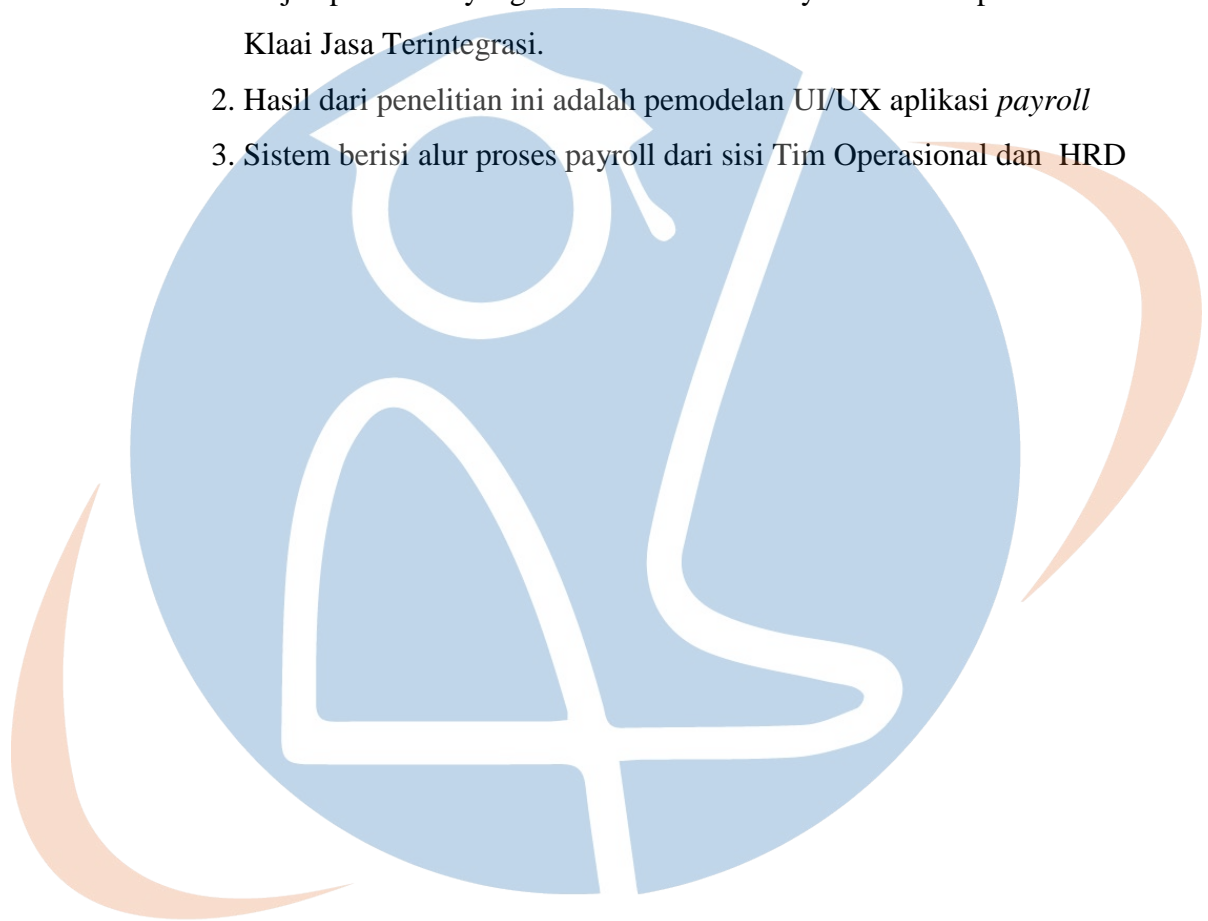 Klaai Jasa Terintegrasi.
2. Hasil dari penelitian ini adalah pemodelan UI/UX aplikasi payroll
3. Sistem berisi alur proses payroll dari sisi Tim Operasional dan HRD